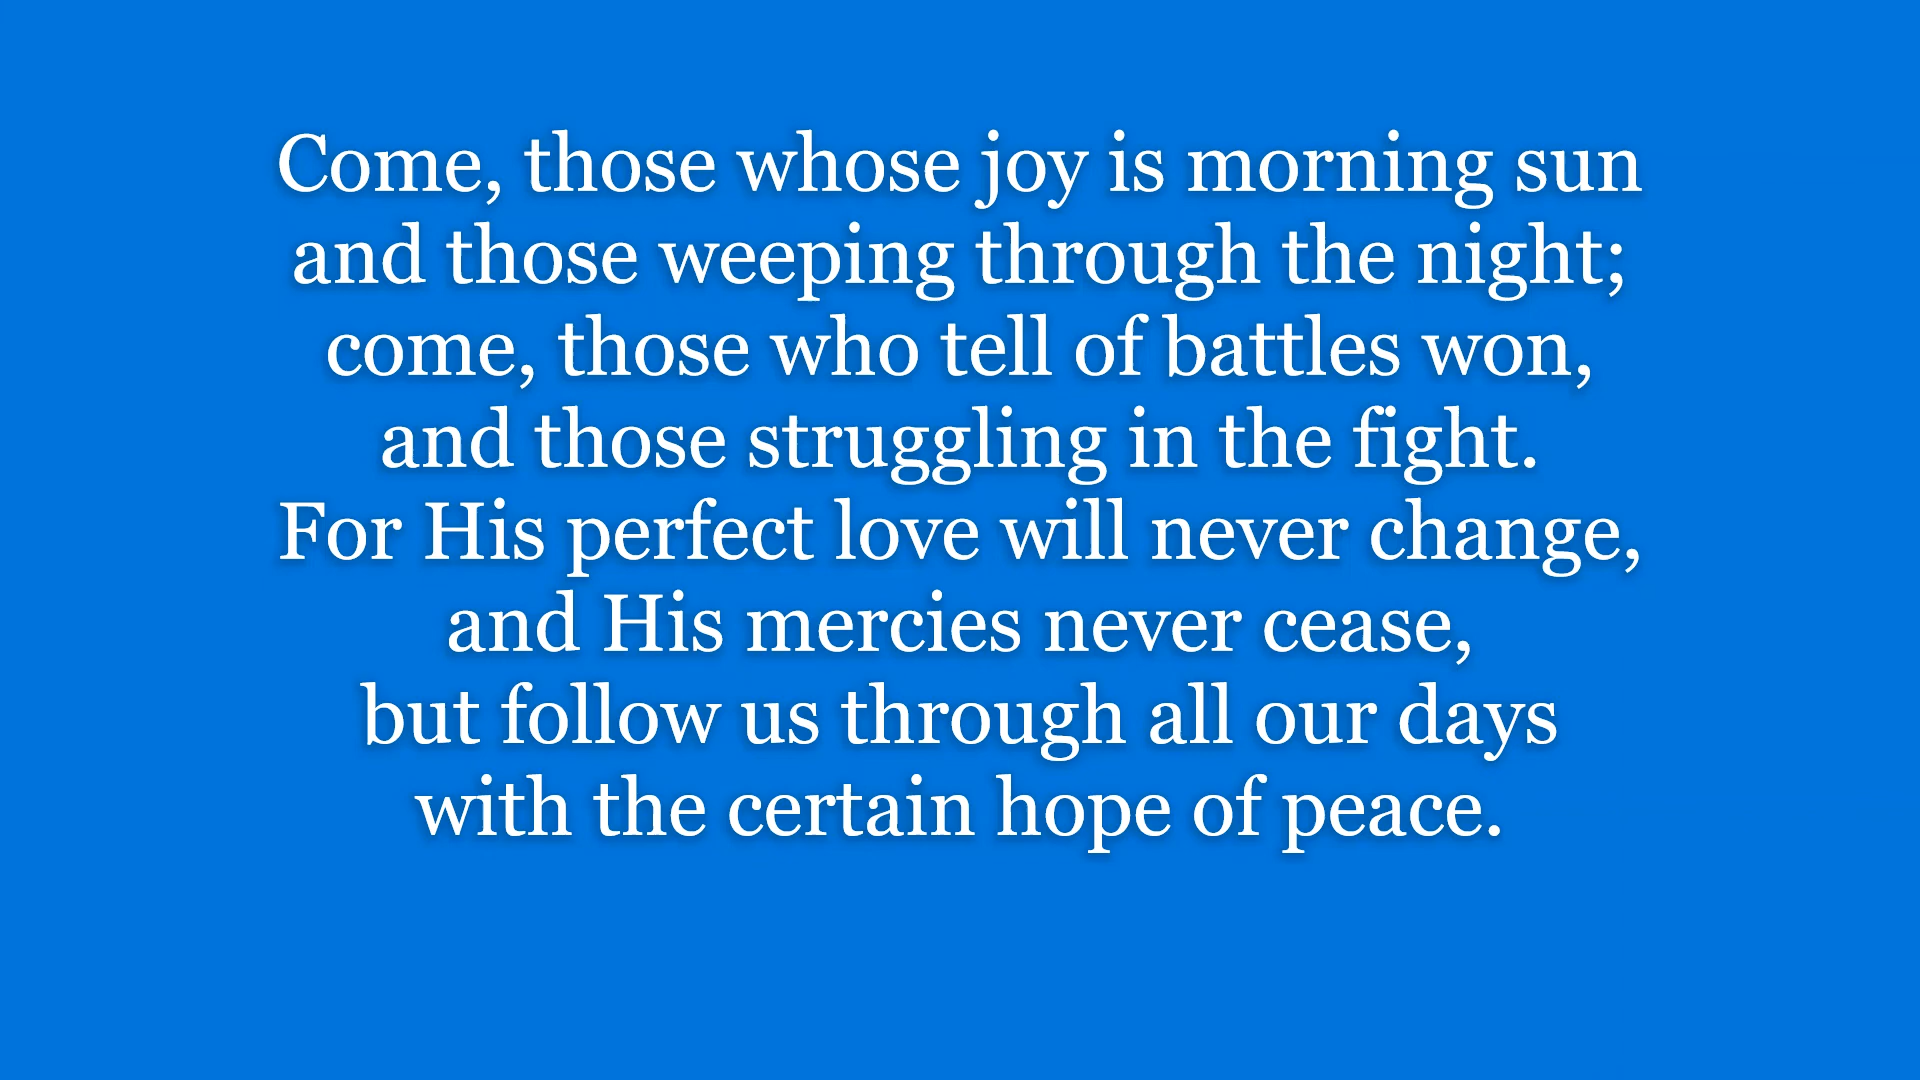 Come, those whose joy is morning sun
and those weeping through the night;
come, those who tell of battles won,
and those struggling in the fight.
For His perfect love will never change,
and His mercies never cease,
but follow us through all our days
with the certain hope of peace.